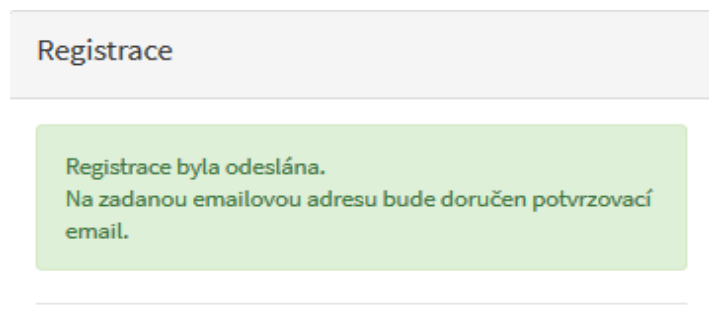 Registrace
Registrace byla odeslána.
Na zadanou emailovou adresu bude doručen potvrzovací
email.